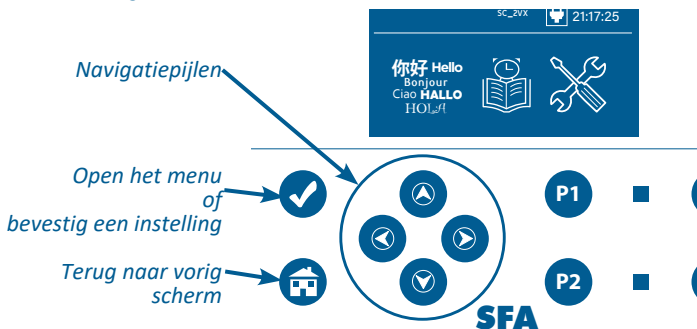 sc_2vx 21:17:25
Navigatiepijlen
你好 Hello
Bonjour
Ciao HALLO
HOLA
Open het menu
of
bevestig een instelling
P1
Terug naar vorig
scherm
P2
SFA